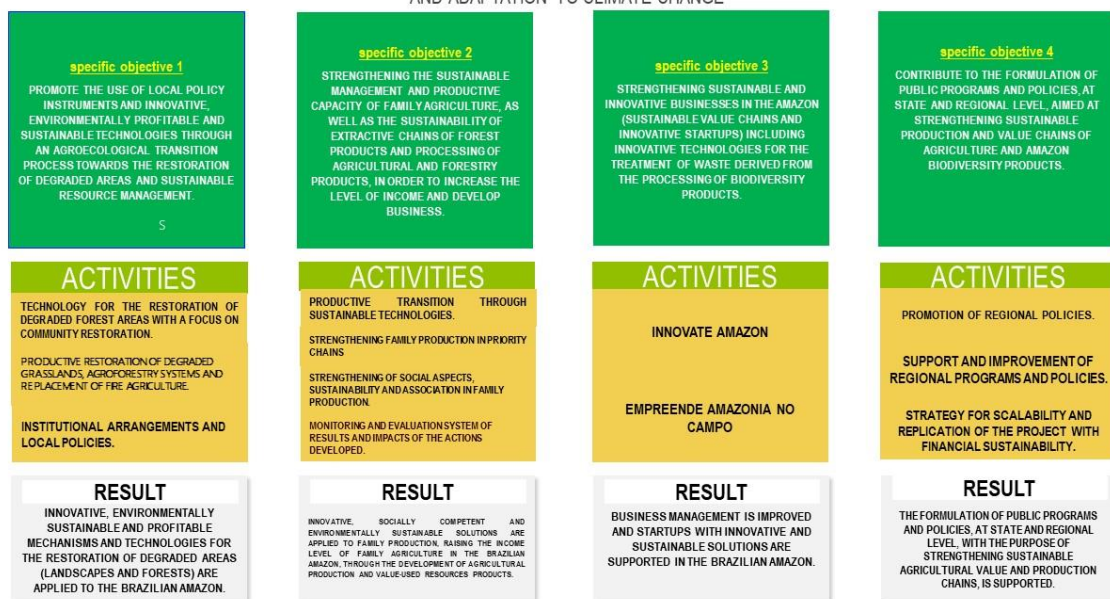 AND ADAPTATION TO CLIMATE CHANGE
specific objective 1
PROMOTE THE USE OF LOCAL POLICY
INSTRUMENTS AND INNOVATIVE,
ENVIRONMENTALLY PROFITABLE AND
SUSTAINABLE TECHNOLOGIES THROUGH
AN AGROECOLOGICAL TRANSITION
PROCESS TOWARDS THE RESTORATION
OF DEGRADED AREAS AND SUSTAINABLE
RESOURCE MANAGEMENT.
S
specific objective 2
STRENGTHENING THE SUSTAINABLE
MANAGEMENT AND PRODUCTIVE
CAPACITY OF FAMILY AGRICULTURE, AS
WELL AS THE SUSTAINABILITY OF
EXTRACTIVE CHAINS OF FOREST
PRODUCTS AND PROCESSING OF
AGRICULTURAL AND FORESTRY
PRODUCTS, IN ORDER TO INCREASE THE
LEVEL OF INCOME AND DEVELOP
BUSINESS.
specific objective 3
STRENGTHENING SUSTAINABLE AND
INNOVATIVE BUSINESSES IN THE AMAZON
(SUSTAINABLE VALUE CHAINS AND
INNOVATIVE STARTUPS) INCLUDING
INNOVATIVE TECHNOLOGIES FOR THE
TREATMENT OF WASTE DERIVED FROM
THE PROCESSING OF BIODIVERSITY
PRODUCTS.
specific objective 4
CONTRIBUTE TO THE FORMULATION OF
PUBLIC PROGRAMS AND POLICIES, AT
STATE AND REGIONAL LEVEL, AIMED AT
STRENGTHENING SUSTAINABLE
PRODUCTION AND VALUE CHAINS OF
AGRICULTURE AND AMAZON
BIODIVERSITY PRODUCTS.
ACTIVITIES
TECHNOLOGY FOR THE RESTORATION OF
DEGRADED FOREST AREAS WITH A FOCUS ON
COMMUNITY RESTORATION.
PRODUCTIVE RESTORATION OF DEGRADED
GRASSLANDS, AGROFORESTRY SYSTEMS AND
REPLACEMENT OF FIRE AGRICULTURE.
INSTITUTIONAL ARRANGEMENTS AND
LOCAL POLICIES.
ACTIVITIES
PRODUCTIVE TRANSITION THROUGH
SUSTAINABLE TECHNOLOGIES.
STRENGTHENING FAMILY PRODUCTION IN PRIORITY
CHAINS
STRENGTHENING OF SOCIAL ASPECTS,
SUSTAINABILITY AND ASSOCIATION IN FAMILY
PRODUCTION.
MONITORING AND EVALUATION SYSTEM OF
RESULTS AND IMPACTS OF THE ACTIONS
DEVELOPED.
ACTIVITIES
INNOVATE AMAZON
EMPREENDE AMAZONIA NO
CAMPO
ACTIVITIES
PROMOTION OF REGIONAL POLICIES.
SUPPORT AND IMPROVEMENT OF
REGIONAL PROGRAMS AND POLICIES.
STRATEGY FOR SCALABILITY AND
REPLICATION OF THE PROJECT WITH
FINANCIAL SUSTAINABILITY.
RESULT
INNOVATIVE, ENVIRONMENTALLY
SUSTAINABLE AND PROFITABLE
MECHANISMS AND TECHNOLOGIES FOR
THE RESTORATION OF DEGRADED AREAS
(LANDSCAPES AND FORESTS) ARE
APPLIED TO THE BRAZILIAN AMAZON.
RESULT
INNOVATIVE, SOCIALLY COMPETENT AND
ENVIRONMENTALLY SUSTAINABLE SOLUTIONS ARE
APPLIED TO FAMILY PRODUCTION, RAISING THE INCOME
LEVEL OF FAMILY AGRICULTURE IN THE BRAZILIAN
AMAZON, THROUGH THE DEVELOPMENT OF AGRICULTURAL
PRODUCTION AND VALUE-USED RESOURCES PRODUCTS.
RESULT
BUSINESS MANAGEMENT IS IMPROVED
AND STARTUPS WITH INNOVATIVE AND
SUSTAINABLE SOLUTIONS ARE
SUPPORTED IN THE BRAZILIAN AMAZON.
RESULT
THE FORMULATION OF PUBLIC PROGRAMS
AND POLICIES, AT STATE AND REGIONAL
LEVEL, WITH THE PURPOSE OF
STRENGTHENING SUSTAINABLE
AGRICULTURAL VALUE AND PRODUCTION
CHAINS, IS SUPPORTED.